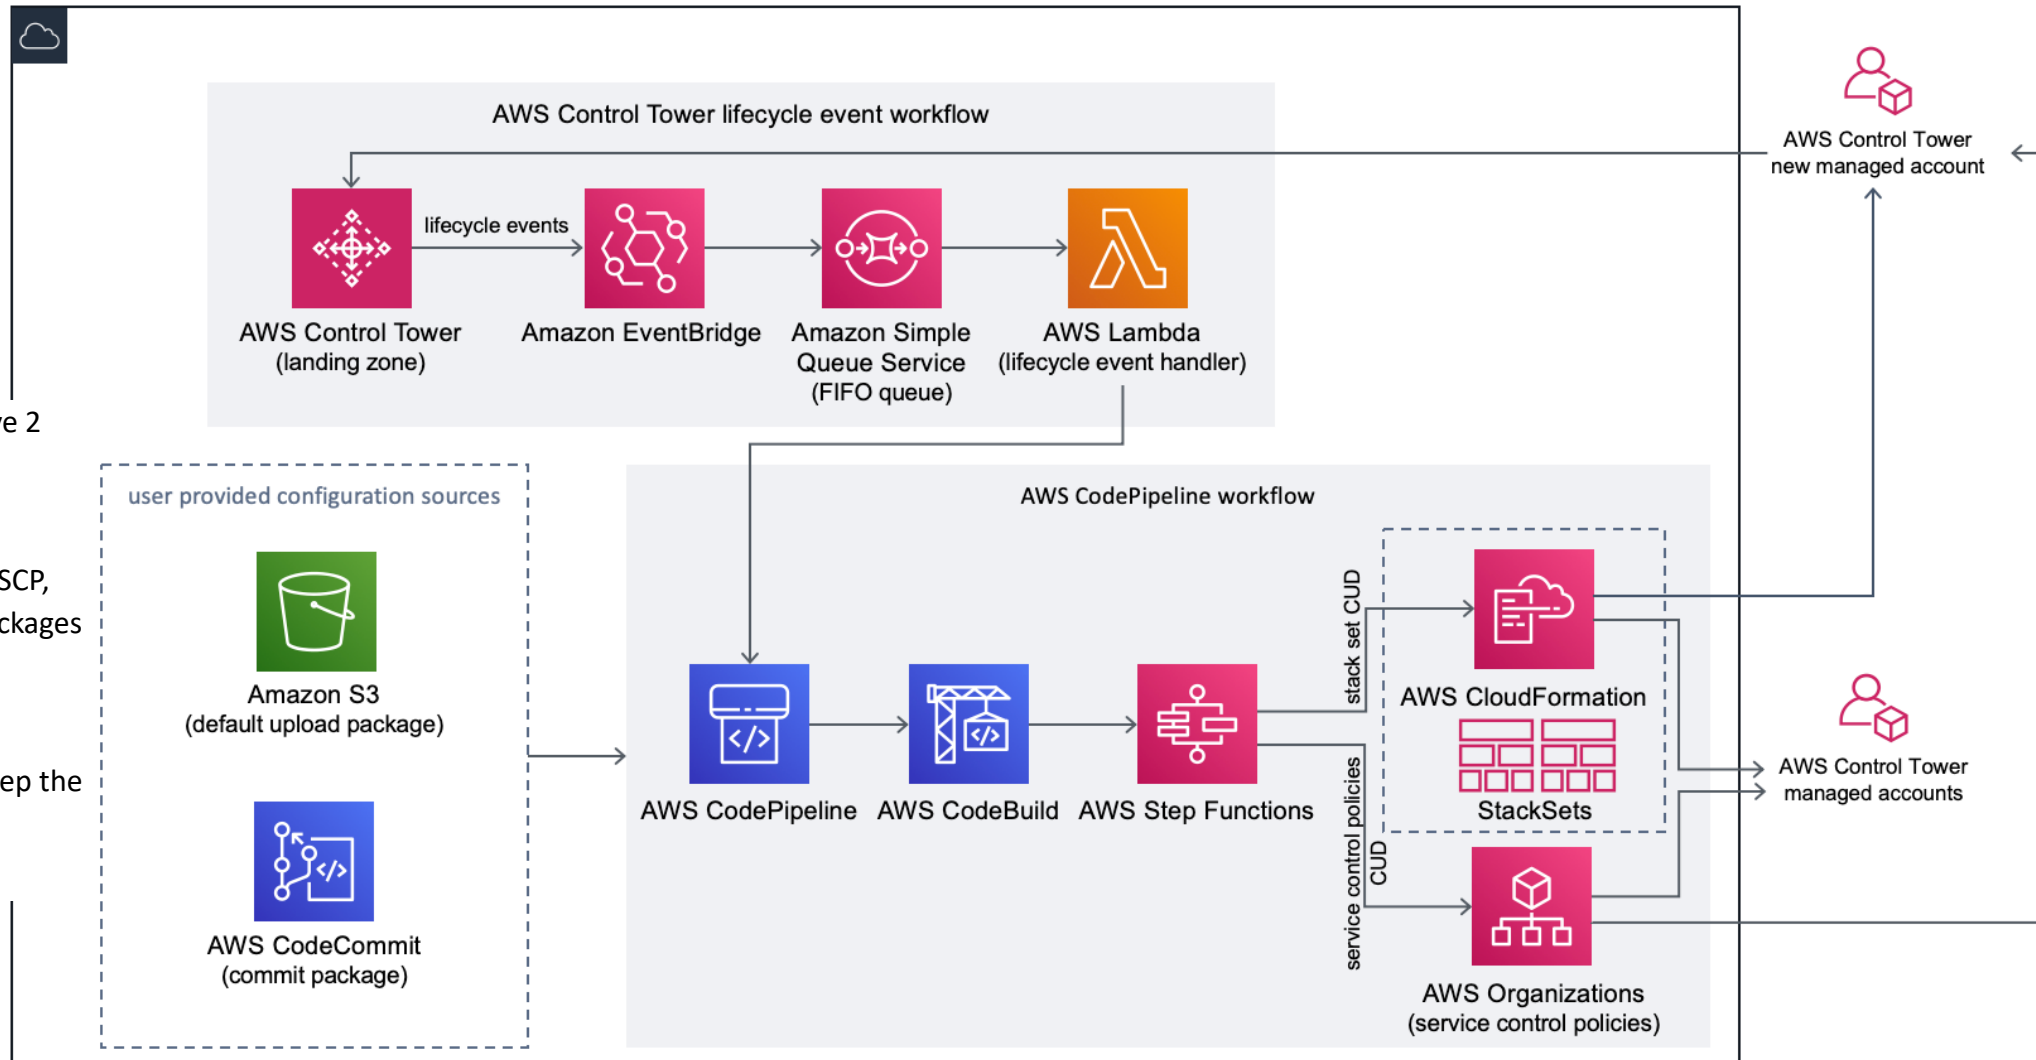 AWS Control Tower lifecycle event workflow
AWS Control Tower
new managed account
lifecycle events
AWS Control Tower
(landing zone)
Amazon EventBridge
Amazon Simple
Queue Service
(FIFO queue)
AWS Lambda
(lifecycle event handler)
2
SCP,
ep the
user provided configuration sources
Amazon S3
(default upload package)
AWS CodeCommit
(commit package)
AWS CodePipeline workflow
AWS CodePipeline
AWS CodeBuild
AWS Step Functions
stack set CUD
service control policies
CUD
AWS CloudFormation
StackSets
AWS Organizations
(service control policies)
AWS Control Tower
managed accounts